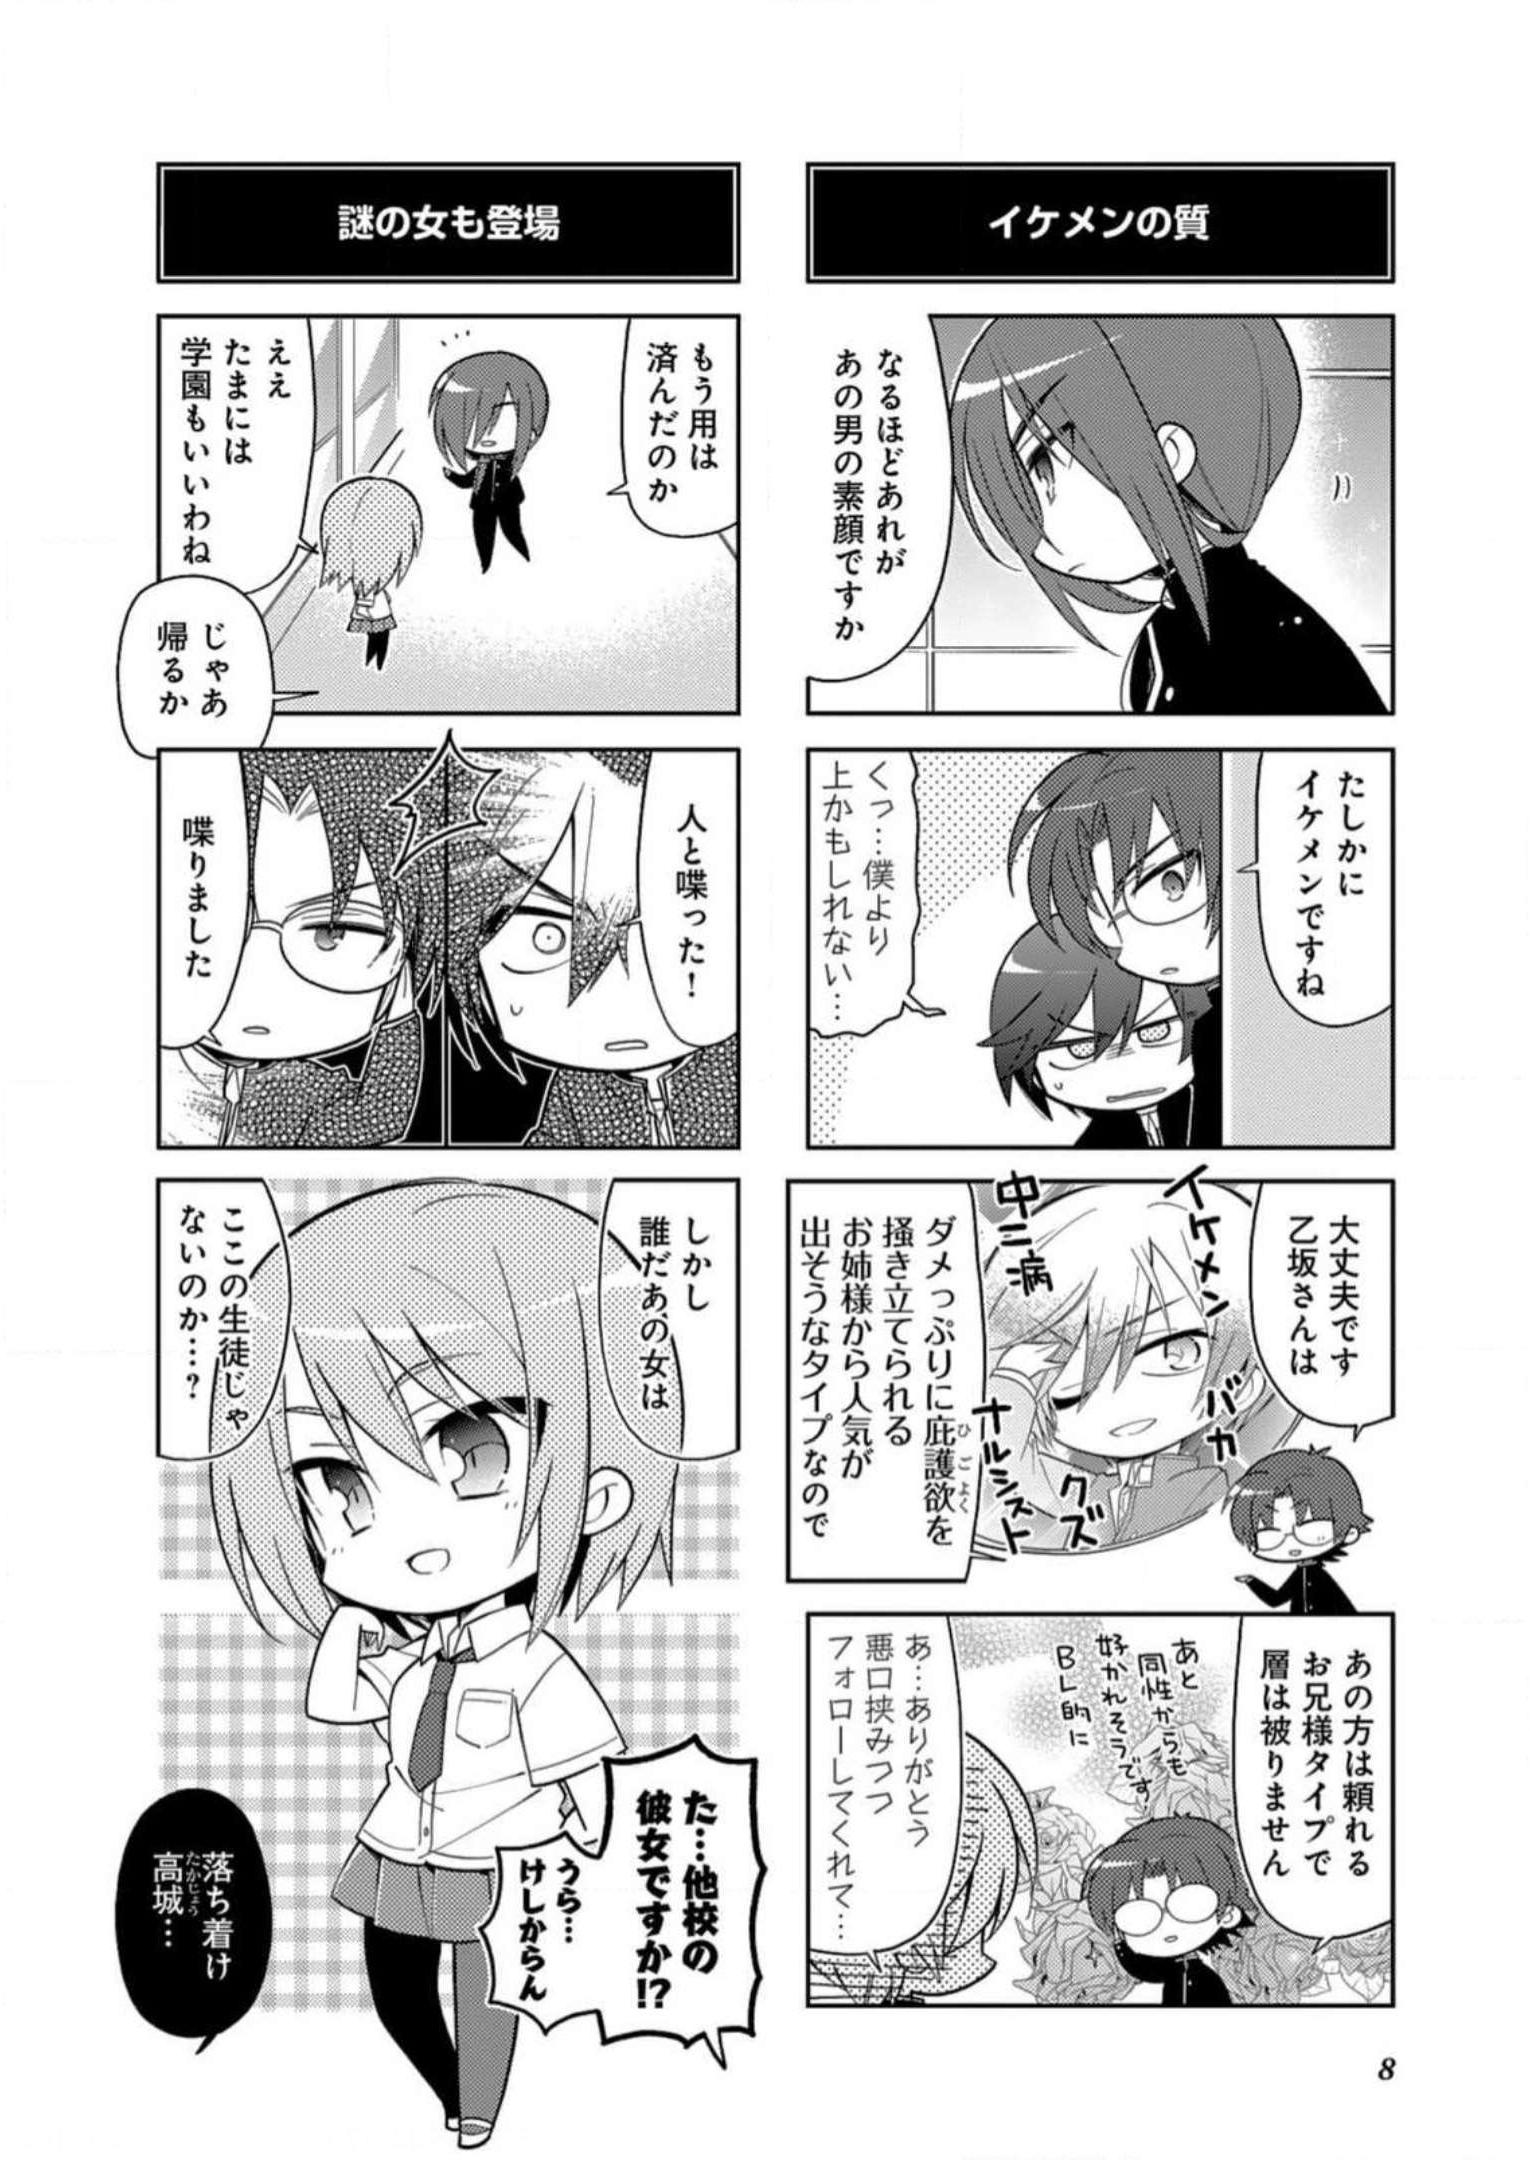 イケメンの質
なるほどあれが
あの男の素顔ですか
たしかに
イケメンですね
くっ…僕より
上かもしれない…
大丈夫です
乙坂さんは
イケメン
中二病
バカ
クズ
ナルシスト
ダメっぷりに庇護欲を
ひごよく
掻き立てられる
お姉様から人気が
出そうなタイプなので
あの方は頼れる
お兄様タイプで
層は被りません
あと
同性からも
好かれそうです
BL的に
あ…ありがとう
悪口挟みつつ
フォローしてくれて…
謎の女も登場
もう用は
済んだのか
ええ
たまには
学園もいいわね
じゃあ
帰るか
人と喋った！
喋りました
しかし
誰だあの女は
ここの生徒じゃ
ないのか…？
た…他校の
彼女ですか!?
うら…
けしからん
落ち着け
高城…
たかじょう
8